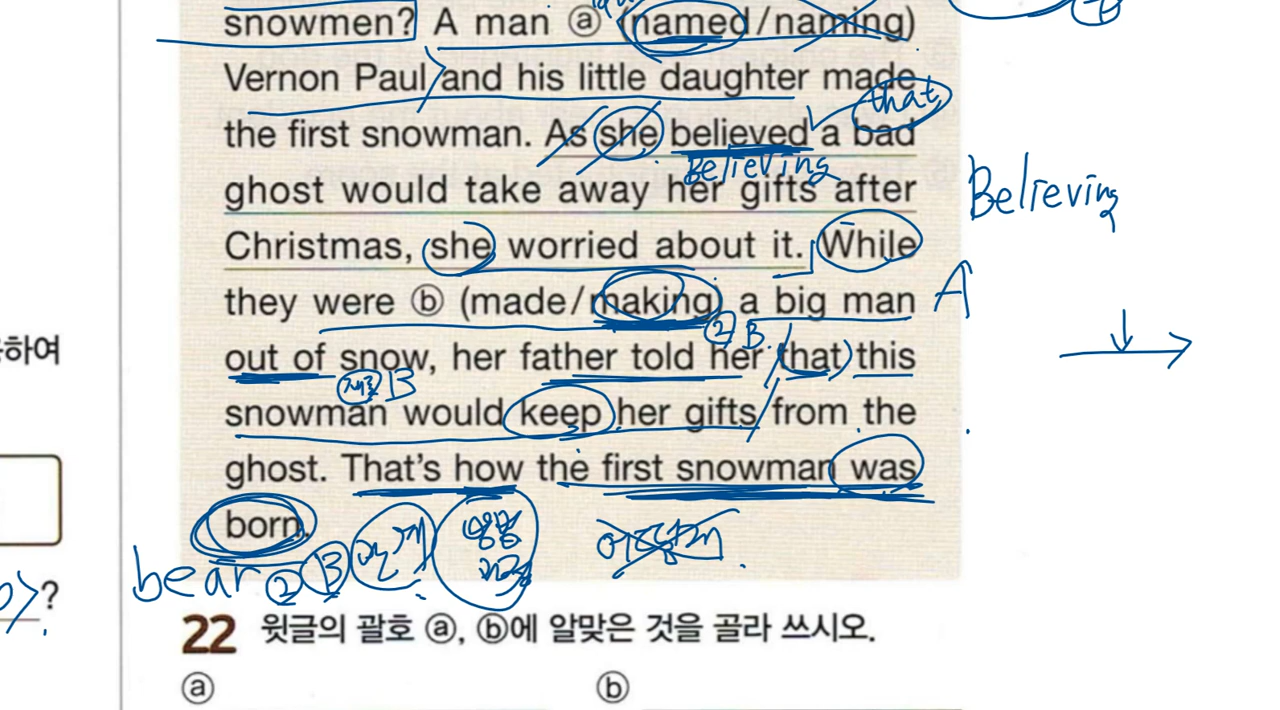 snowmen? A man ⓐ (named/naming)
Vernon Paul and his little daughter made
that
the first snowman. As she believed a bad
Believing
ghost would take away her gifts after
Believing
Christmas, she worried about it. While
they were ⓑ (made/making) a big man
A
② B
out of snow, her father told her (that) this
B
snowman would keep her gifts from the
ghost. That's how the first snowman was
born.
bear ② B
하여
?
22 윗글의 괄호 ⓐ, ⓑ에 알맞은 것을 골라 쓰시오.
ⓐ ⓑ